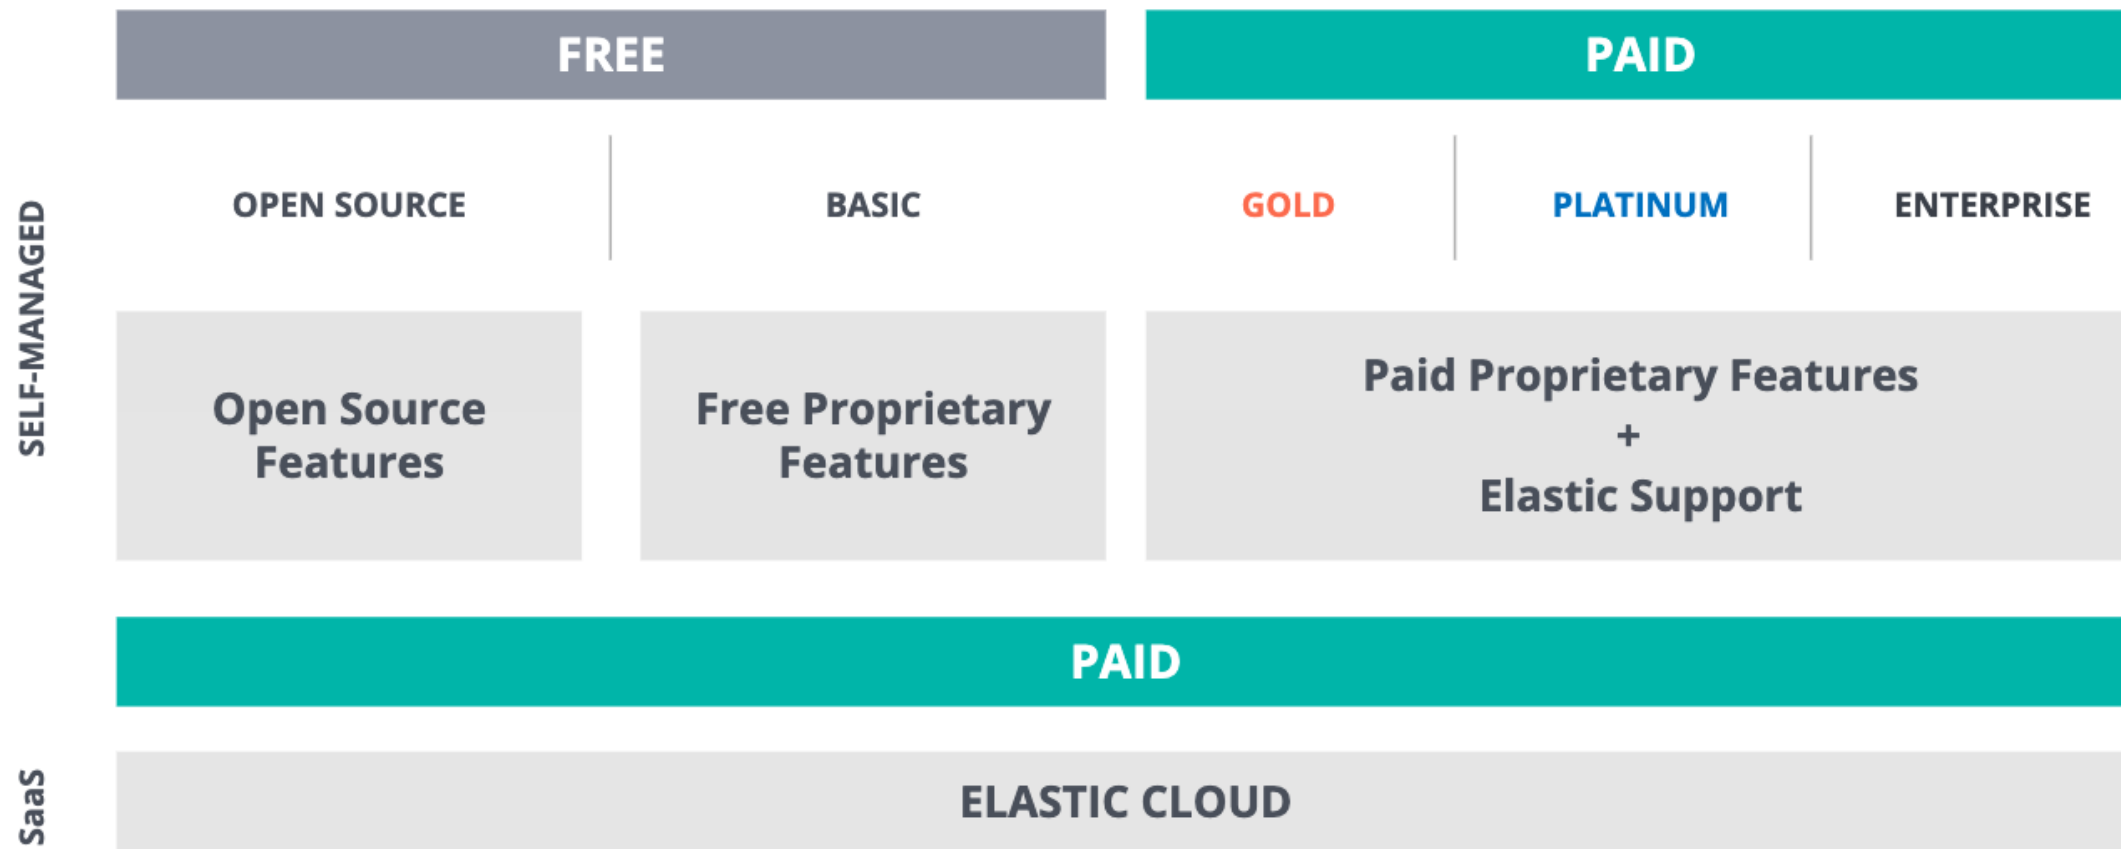 FREE
PAID
SELF-MANAGED
OPEN SOURCE
BASIC
GOLD
PLATINUM
ENTERPRISE
Open Source
Features
Free Proprietary
Features
Paid Proprietary Features
+
Elastic Support
PAID
SaaS
ELASTIC CLOUD